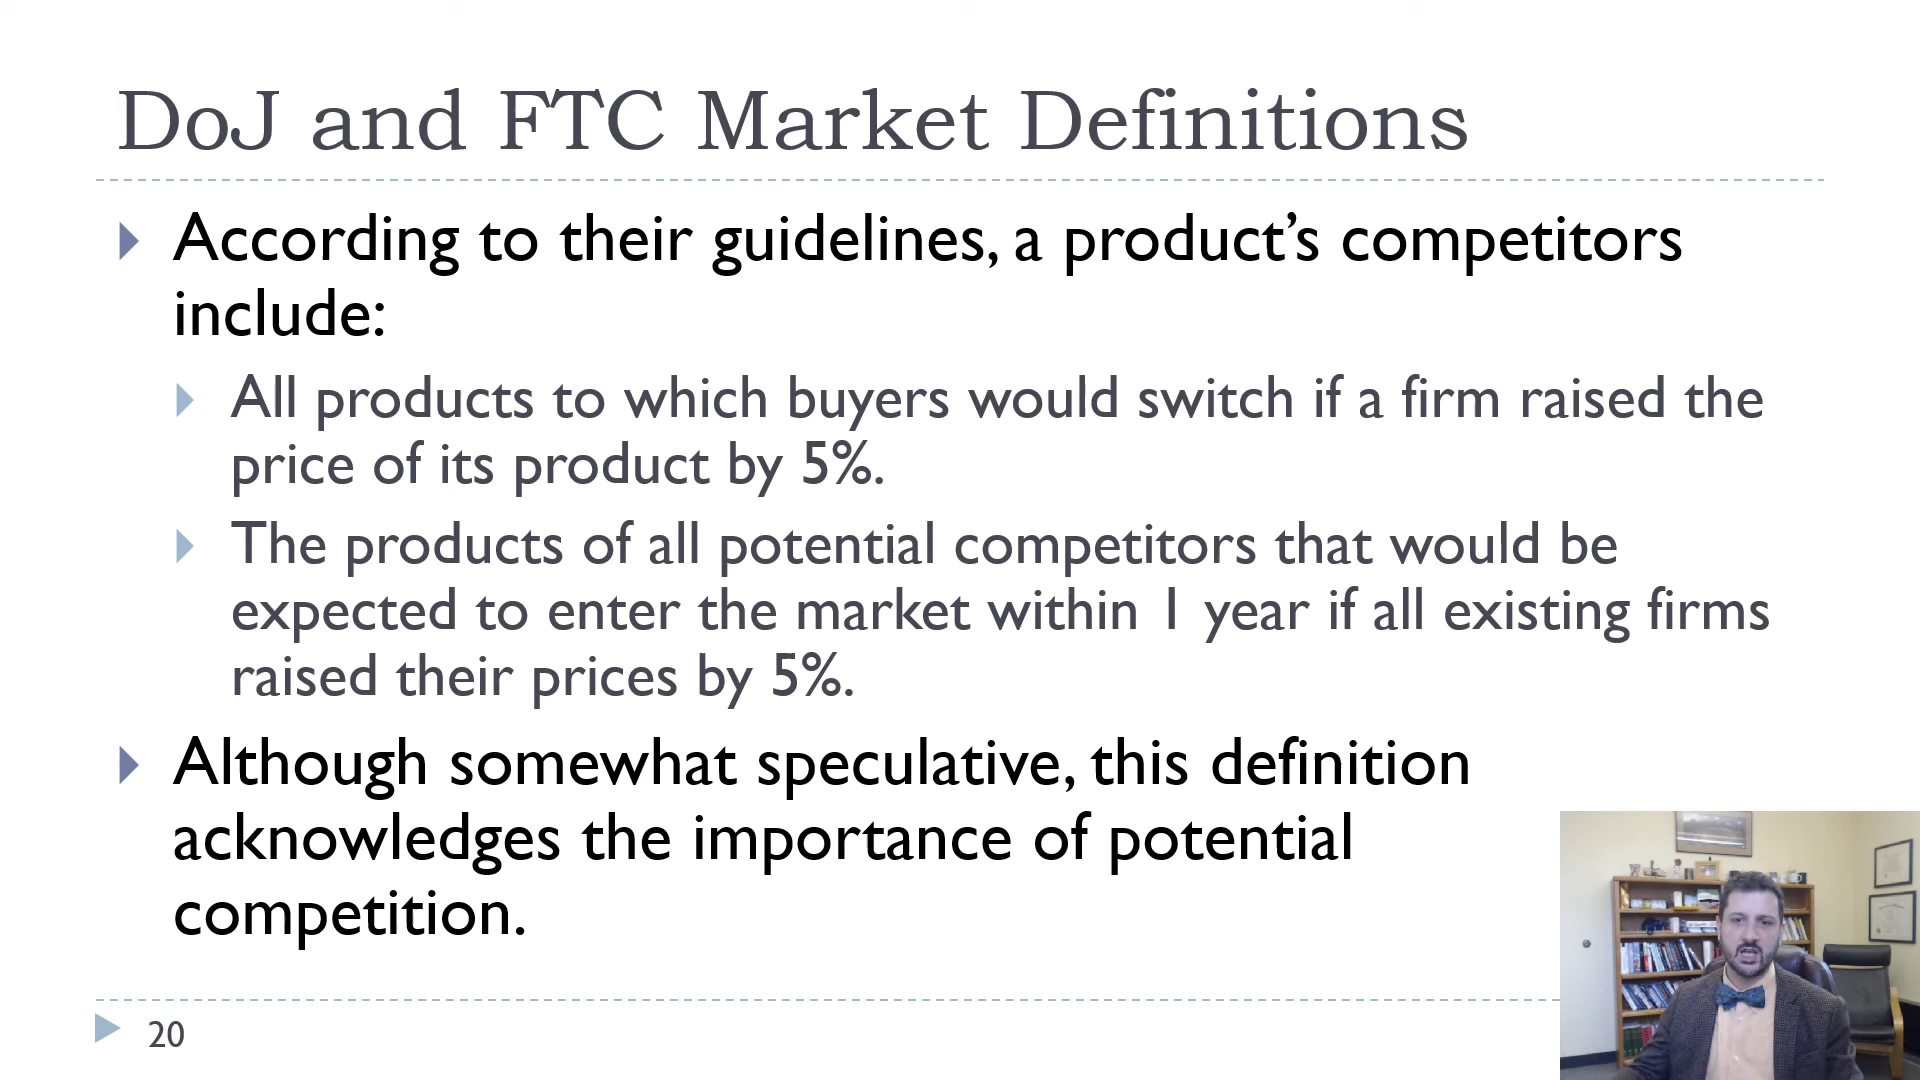 DoJ and FTC Market Definitions
According to their guidelines, a product’s competitors
include:
All products to which buyers would switch if a firm raised the
price of its product by 5%.
The products of all potential competitors that would be
expected to enter the market within 1 year if all existing firms
raised their prices by 5%.
Although somewhat speculative, this definition
acknowledges the importance of potential
competition.
20